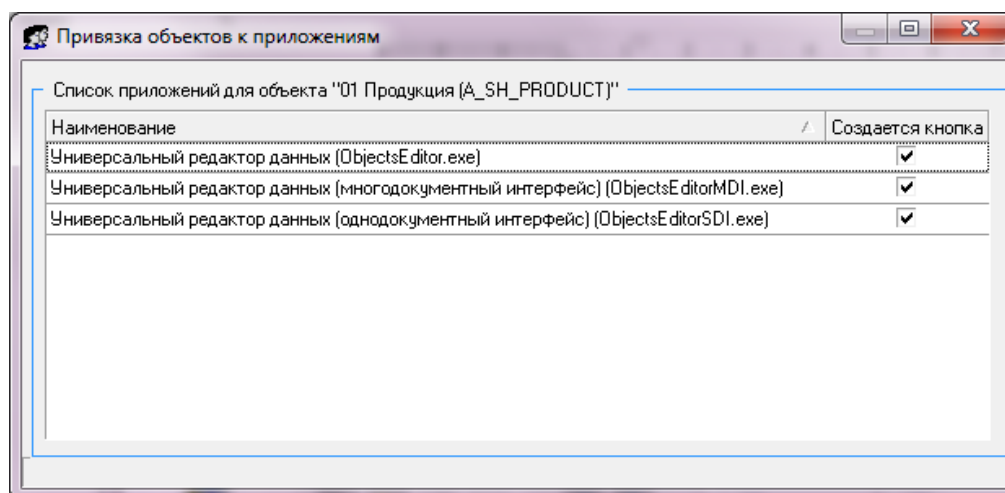 Привязка объектов к приложениям
Список приложений для объекта "01 Продукция (A_SH_PRODUCT)"
Наименование Создается кнопка
Универсальный редактор данных (ObjectsEditor.exe)
Универсальный редактор данных (многодокументный интерфейс) (ObjectsEditorMDI.exe)
Универсальный редактор данных (однодокументный интерфейс) (ObjectsEditorSDI.exe)